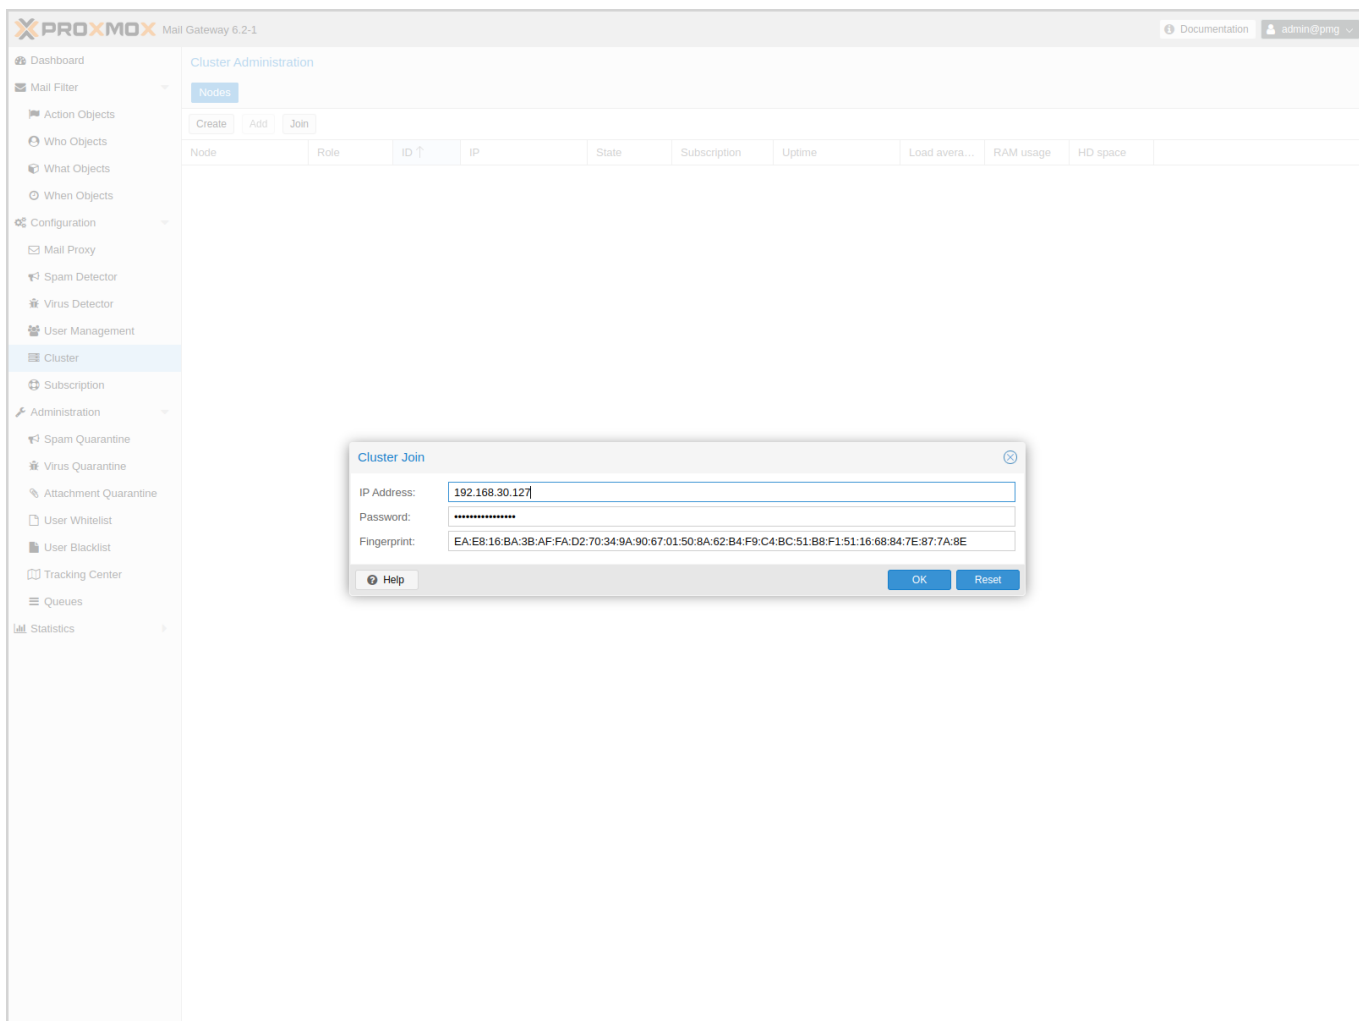 PROXMOX Mail Gateway 6.2-1
Documentation
admin@pmg
Dashboard
Mail Filter
Action Objects
Who Objects
What Objects
When Objects
Configuration
Mail Proxy
Spam Detector
Virus Detector
User Management
Cluster
Subscription
Administration
Spam Quarantine
Virus Quarantine
Attachment Quarantine
User Whitelist
User Blacklist
Tracking Center
Queues
Statistics
Cluster Administration
Nodes
Create Add Join
Node Role ID IP State Subscription Uptime Load avera... RAM usage HD space
Cluster Join
IP Address: 192.168.30.127
Password: ••••••••••••••••
Fingerprint: EA:E8:16:BA:3B:AF:FA:D2:70:34:9A:90:67:01:50:8A:62:B4:F9:C4:BC:51:B8:F1:51:16:68:84:7E:87:7A:8E
Help
OK
Reset